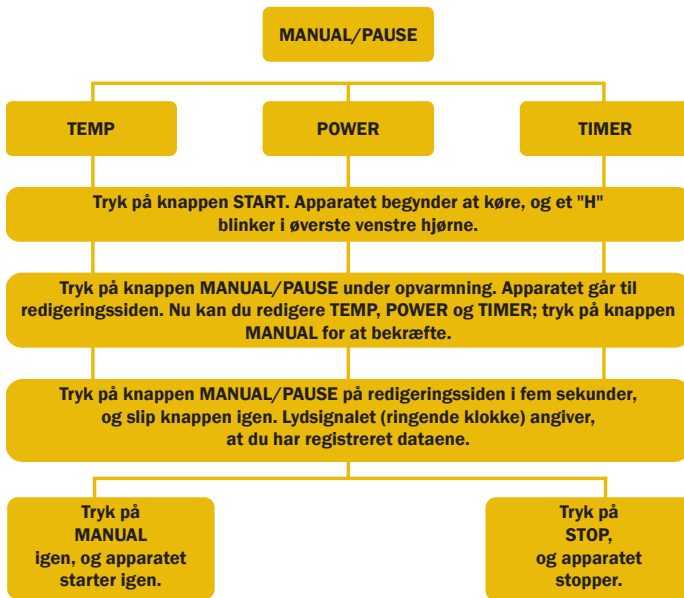 MANUAL/PAUSE
TEMP
POWER
TIMER
Tryk på knappen START. Apparatet begynder at køre, og et "H"
blinker i øverste venstre hjørne.
Tryk på knappen MANUAL/PAUSE under opvarmning. Apparatet går til
redigeringssiden. Nu kan du redigere TEMP, POWER og TIMER; tryk på knappen
MANUAL for at bekræfte.
Tryk på knappen MANUAL/PAUSE på redigeringssiden i fem sekunder,
og slip knappen igen. Lydsignalet (ringende klokke) angiver,
at du har registreret dataene.
Tryk på
MANUAL
igen, og apparatet
starter igen.
Tryk på
STOP,
og apparatet
stopper.